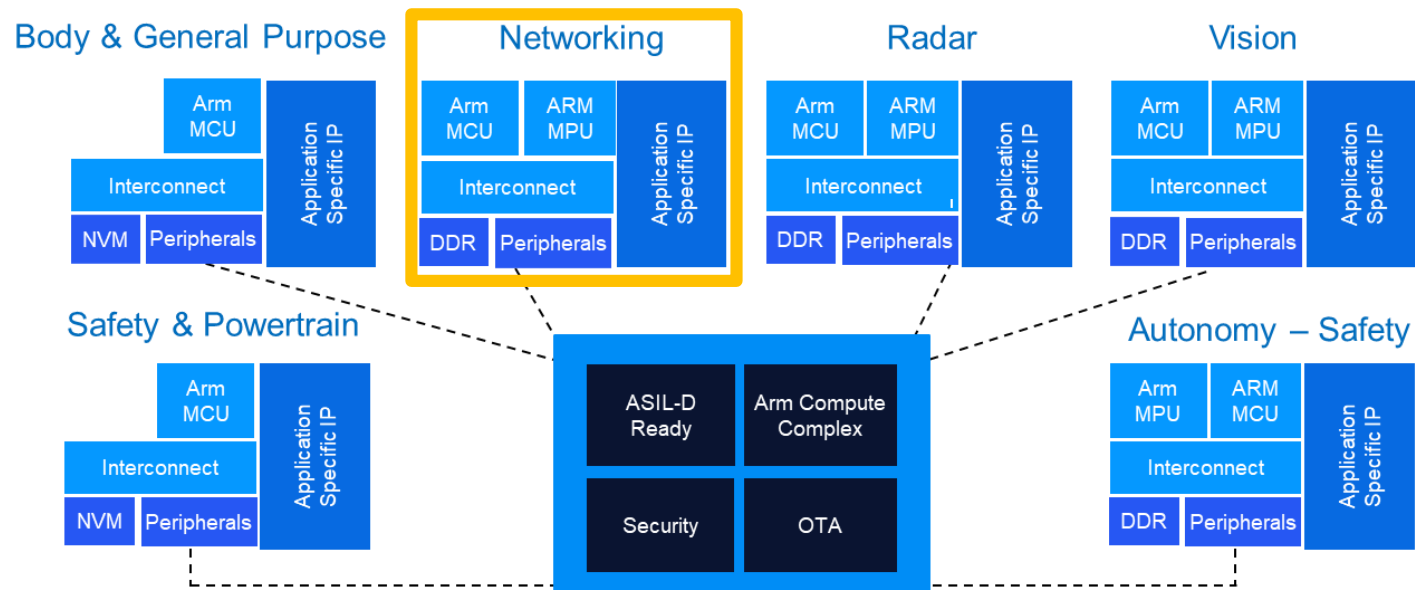 Body & General Purpose
Arm
MCU
Application
Specific IP
Interconnect
NVM
Peripherals
Networking
Arm
MCU
ARM
MPU
Application
Specific IP
Interconnect
DDR
Peripherals
Radar
Arm
MCU
ARM
MPU
Application
Specific IP
Interconnect
DDR
Peripherals
Vision
Arm
MCU
ARM
MPU
Application
Specific IP
Interconnect
DDR
Peripherals
Safety & Powertrain
Arm
MCU
Application
Specific IP
Interconnect
NVM
Peripherals
ASIL-D
Ready
Arm Compute
Complex
Security
OTA
Autonomy – Safety
Arm
MPU
ARM
MCU
Application
Specific IP
Interconnect
DDR
Peripherals